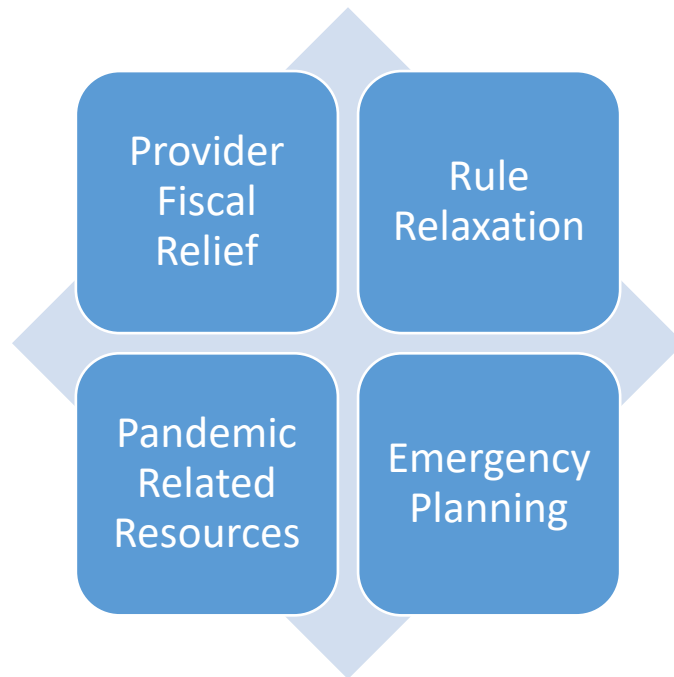 Provider
Fiscal
Relief
Rule
Relaxation
Pandemic
Related
Resources
Emergency
Planning